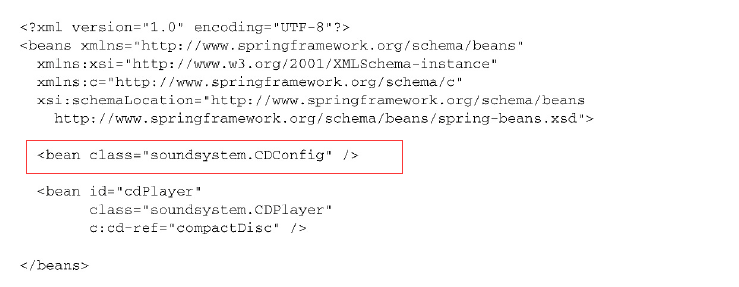 <?xml version="1.0" encoding="UTF-8"?>
<beans xmlns="http://www.springframework.org/schema/beans"
  xmlns:xsi="http://www.w3.org/2001/XMLSchema-instance"
  xmlns:c="http://www.springframework.org/schema/c"
  xsi:schemaLocation="http://www.springframework.org/schema/beans
    http://www.springframework.org/schema/beans/spring-beans.xsd">
  <bean class="soundsystem.CDConfig" />
  <bean id="cdPlayer"
        class="soundsystem.CDPlayer"
        c:cd-ref="compactDisc" />
</beans>